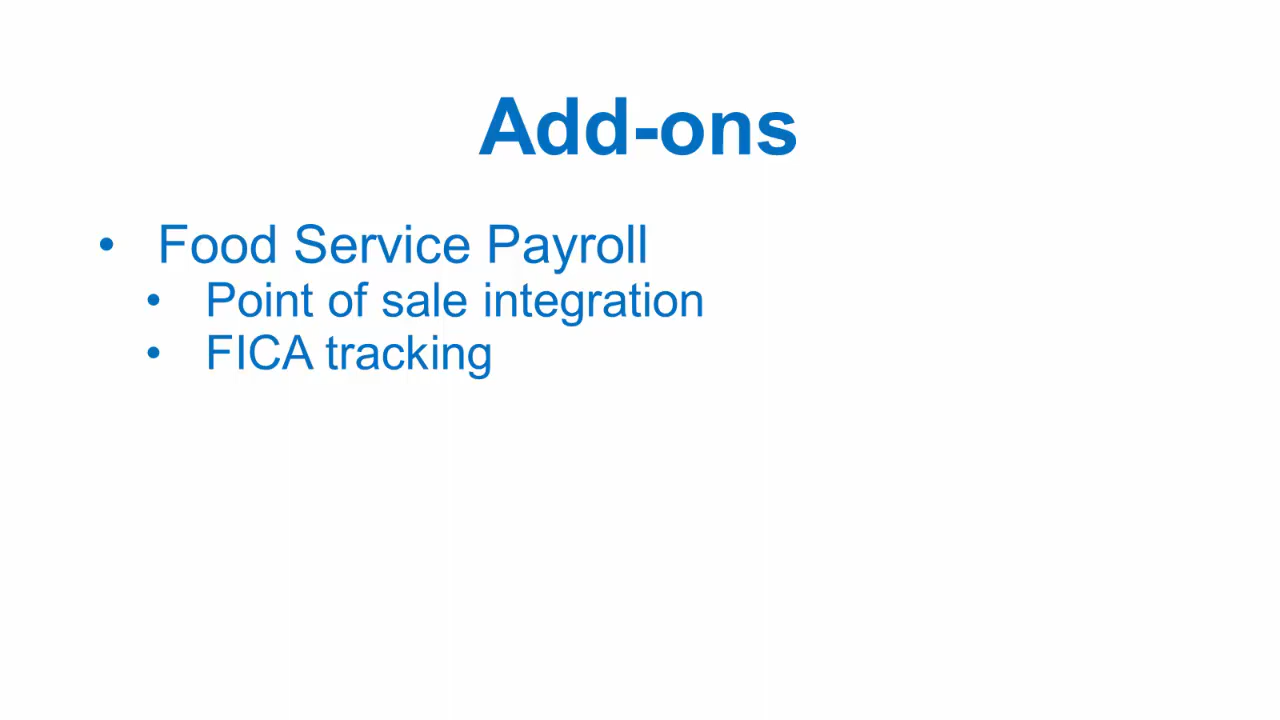 Add-ons
• Food Service Payroll
• Point of sale integration
• FICA tracking